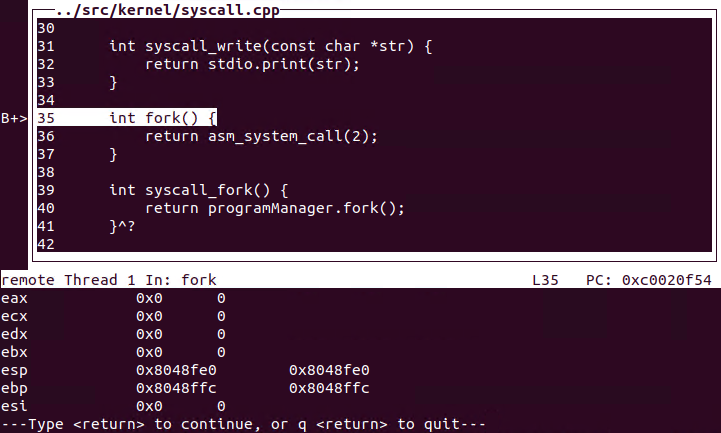 ../src/kernel/syscall.cpp
30
31 int syscall_write(const char *str) {
32 return stdio.print(str);
33 }
34
B+> 35 int fork() {
36 return asm_system_call(2);
37 }
38
39 int syscall_fork() {
40 return programManager.fork();
41 }^?
42
remote Thread 1 In: fork L35 PC: 0xc0020f54
eax 0x0 0
ecx 0x0 0
edx 0x0 0
ebx 0x0 0
esp 0x8048fe0 0x8048fe0
ebp 0x8048ffc 0x8048ffc
esi 0x0 0
---Type <return> to continue, or q <return> to quit---